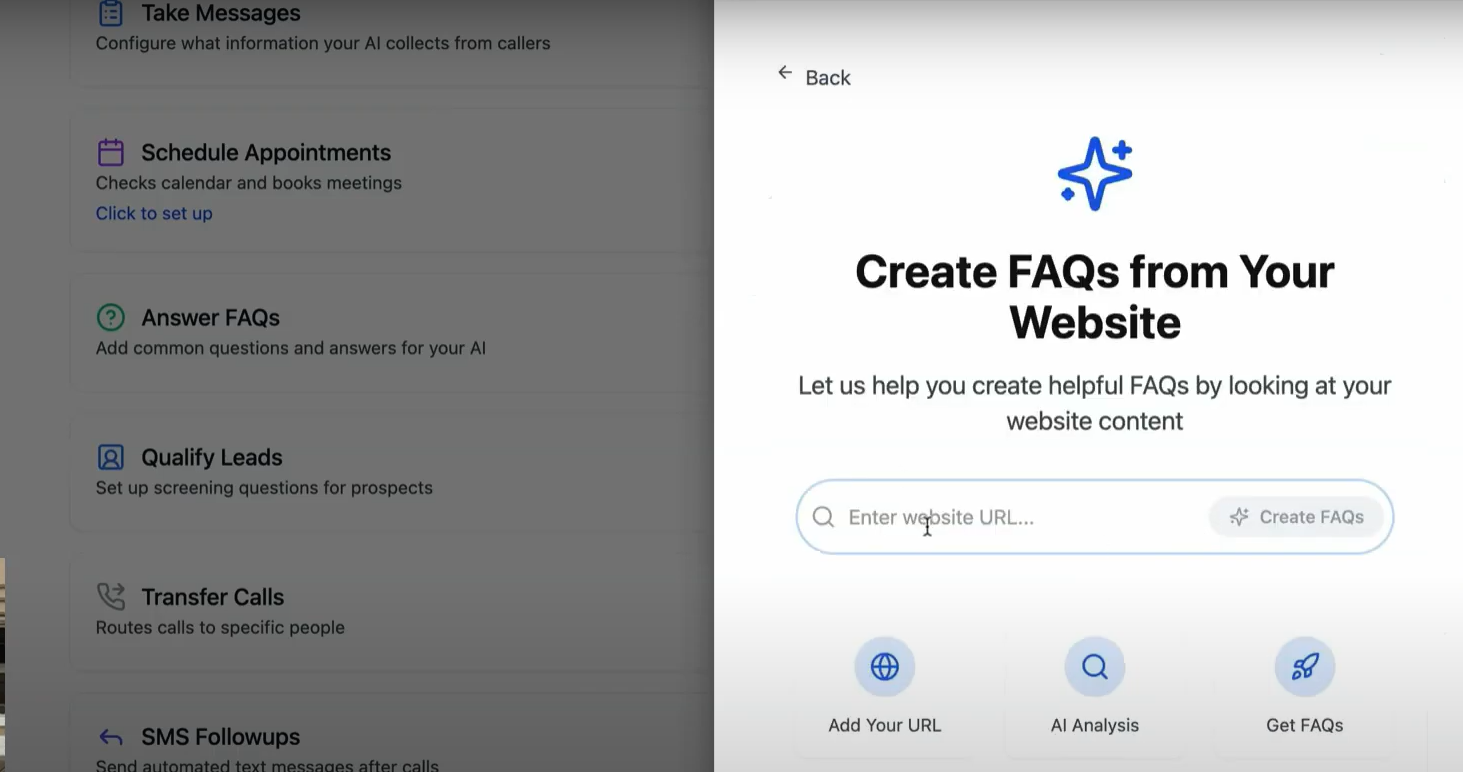 Take Messages
Configure what information your AI collects from callers
Schedule Appointments
Checks calendar and books meetings
Click to set up
Answer FAQs
Add common questions and answers for your AI
Qualify Leads
Set up screening questions for prospects
Transfer Calls
Routes calls to specific people
SMS Followups
Send automated text messages after calls
Back
Create FAQs from Your
Website
Let us help you create helpful FAQs by looking at your
website content
Enter website URL...
Create FAQs
Add Your URL
AI Analysis
Get FAQs